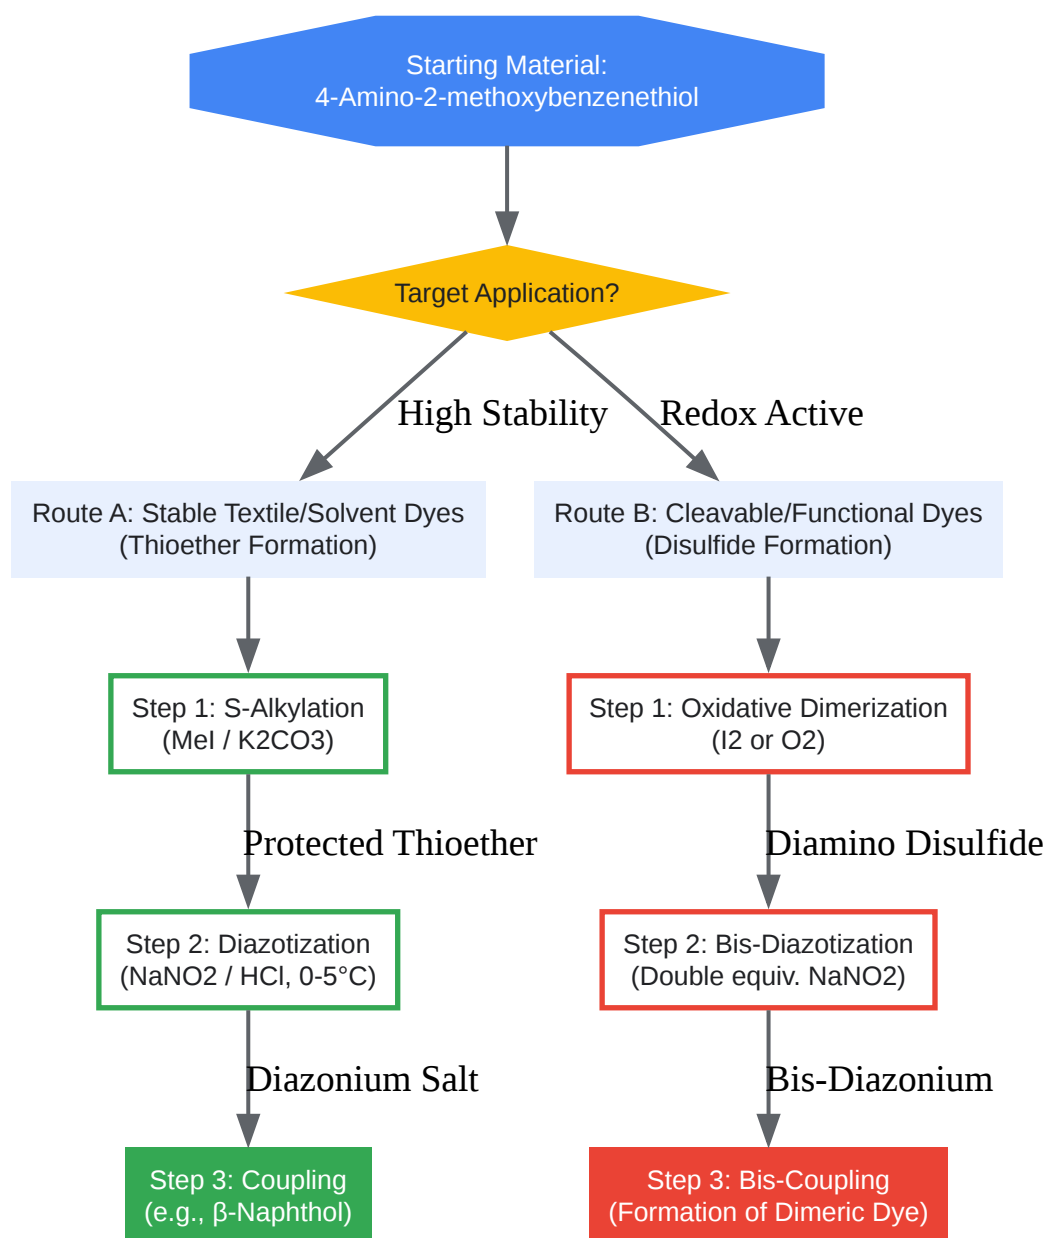 Starting Material:
4-Amino-2-methoxybenzenethiol
Target Application?
High Stability
Redox Active
Route A: Stable Textile/Solvent Dyes
(Thioether Formation)
Route B: Cleavable/Functional Dyes
(Disulfide Formation)
Step 1: S-Alkylation
(MeI / K2CO3)
Step 1: Oxidative Dimerization
(I2 or O2)
Protected Thioether
Diamino Disulfide
Step 2: Diazotization
(NaNO2 / HCl, 0-5°C)
Step 2: Bis-Diazotization
(Double equiv. NaNO2)
Diazonium Salt
Bis-Diazonium
Step 3: Coupling
(e.g., β-Naphthol)
Step 3: Bis-Coupling
(Formation of Dimeric Dye)